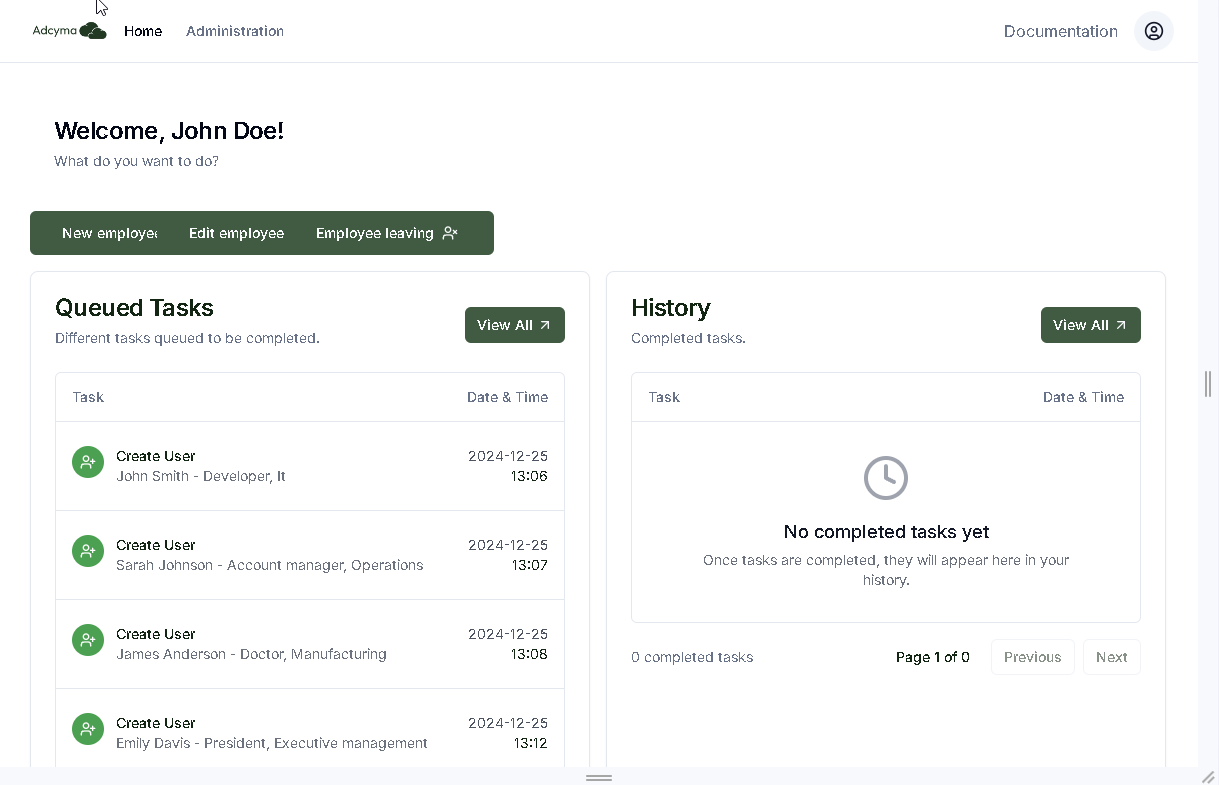 Adcyma Home Administration Documentation
Welcome, John Doe!
What do you want to do?
New employee Edit employee Employee leaving
Queued Tasks
Different tasks queued to be completed.
View All
Task Date & Time
Create User 2024-12-25
John Smith - Developer, It 13:06
Create User 2024-12-25
Sarah Johnson - Account manager, Operations 13:07
Create User 2024-12-25
James Anderson - Doctor, Manufacturing 13:08
Create User 2024-12-25
Emily Davis - President, Executive management 13:12
History
Completed tasks.
View All
Task Date & Time
No completed tasks yet
Once tasks are completed, they will appear here in your
history.
0 completed tasks Page 1 of 0 Previous Next